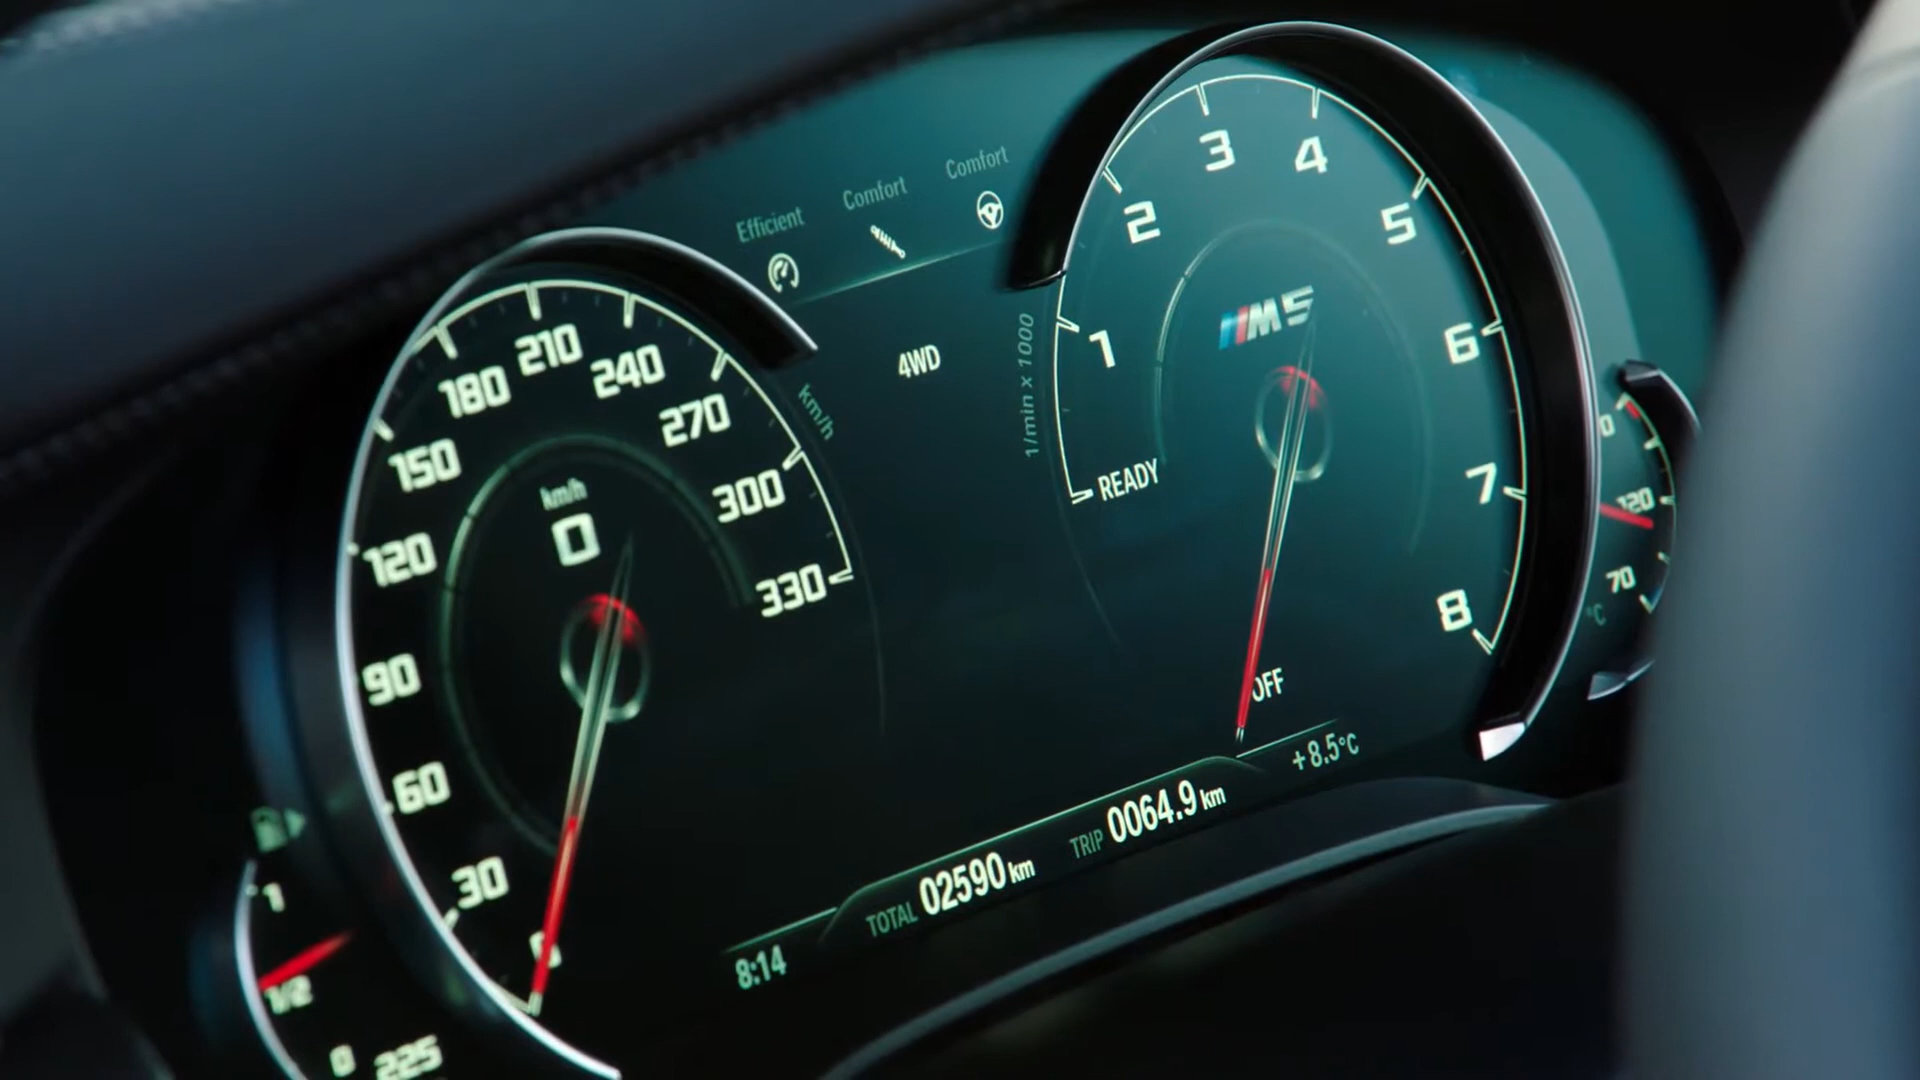 Efficient
Comfort
Comfort
4WD
km/h
0
30
60
90
120
150
180
210
240
270
300
330
km/h
1/min x 1000
OFF
READY
1
2
3
4
5
6
7
8
M5
120
70
°C
1
1/2
0
225
8:14
TOTAL 02590 km
TRIP 0064.9 km
+8.5°C